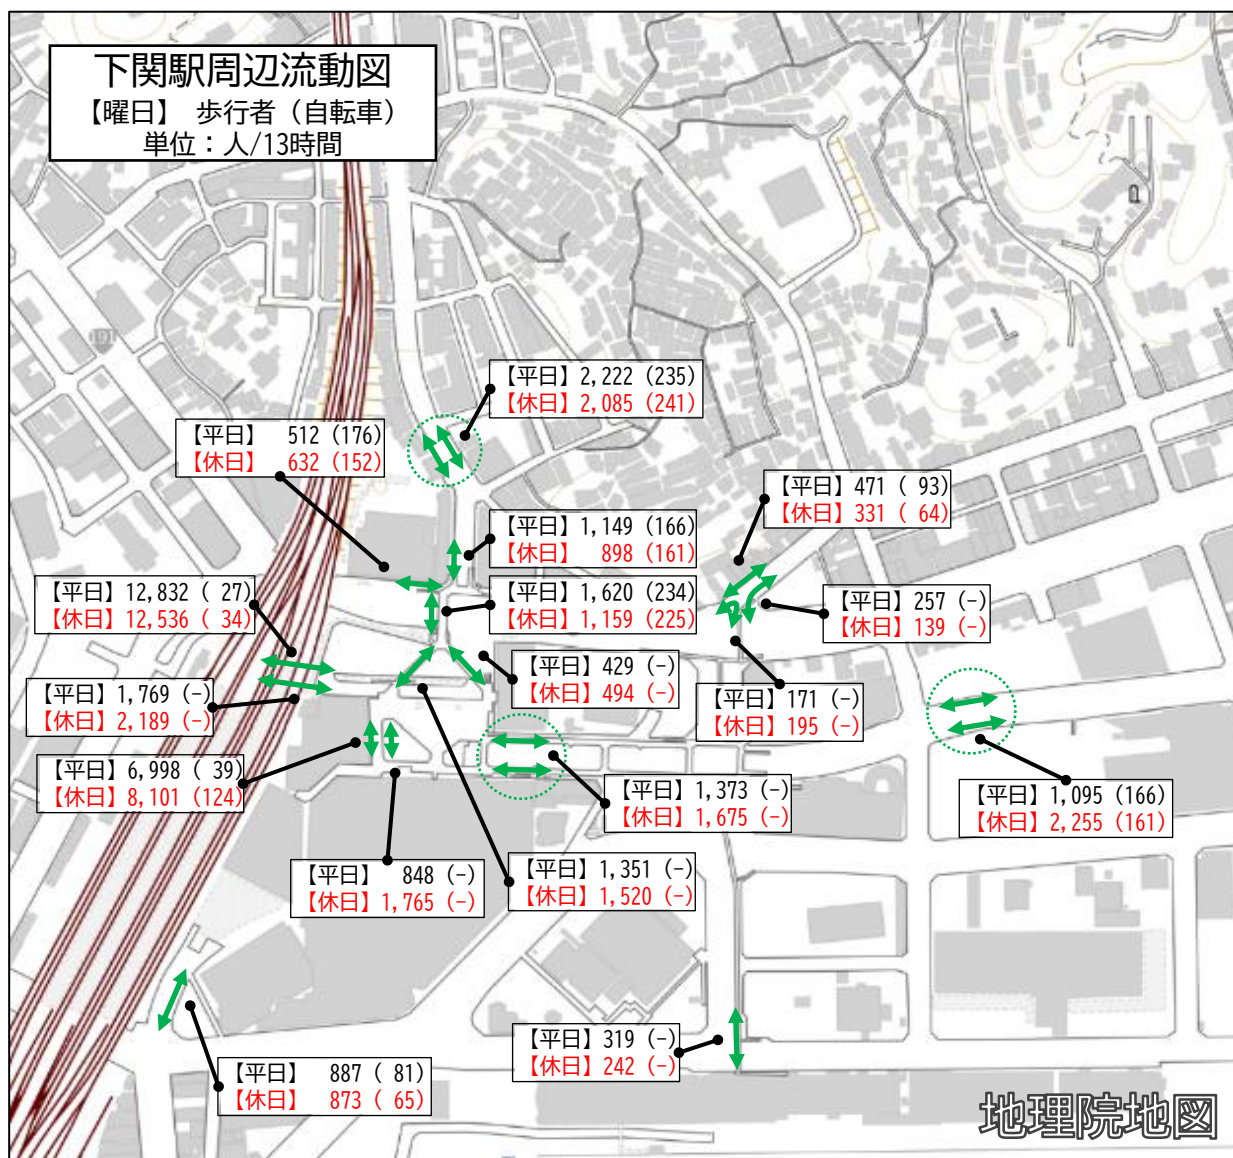 下関駅周辺流動図
【曜日】 歩行者（自転車）
単位：人/13時間
191
【平日】2,222 (235)
【休日】2,085 (241)
【平日】 512 (176)
【休日】 632 (152)
【平日】471 ( 93)
【休日】331 ( 64)
【平日】1,149 (166)
【休日】 898 (161)
【平日】12,832 ( 27)
【休日】12,536 ( 34)
【平日】1,620 (234)
【休日】1,159 (225)
【平日】257 (-)
【休日】139 (-)
【平日】429 (-)
【休日】494 (-)
【平日】1,769 (-)
【休日】2,189 (-)
【平日】171 (-)
【休日】195 (-)
【平日】6,998 ( 39)
【休日】8,101 (124)
【平日】1,373 (-)
【休日】1,675 (-)
【平日】1,095 (166)
【休日】2,255 (161)
【平日】 848 (-)
【休日】1,765 (-)
【平日】1,351 (-)
【休日】1,520 (-)
【平日】319 (-)
【休日】242 (-)
【平日】 887 ( 81)
【休日】 873 ( 65)
地理院地図